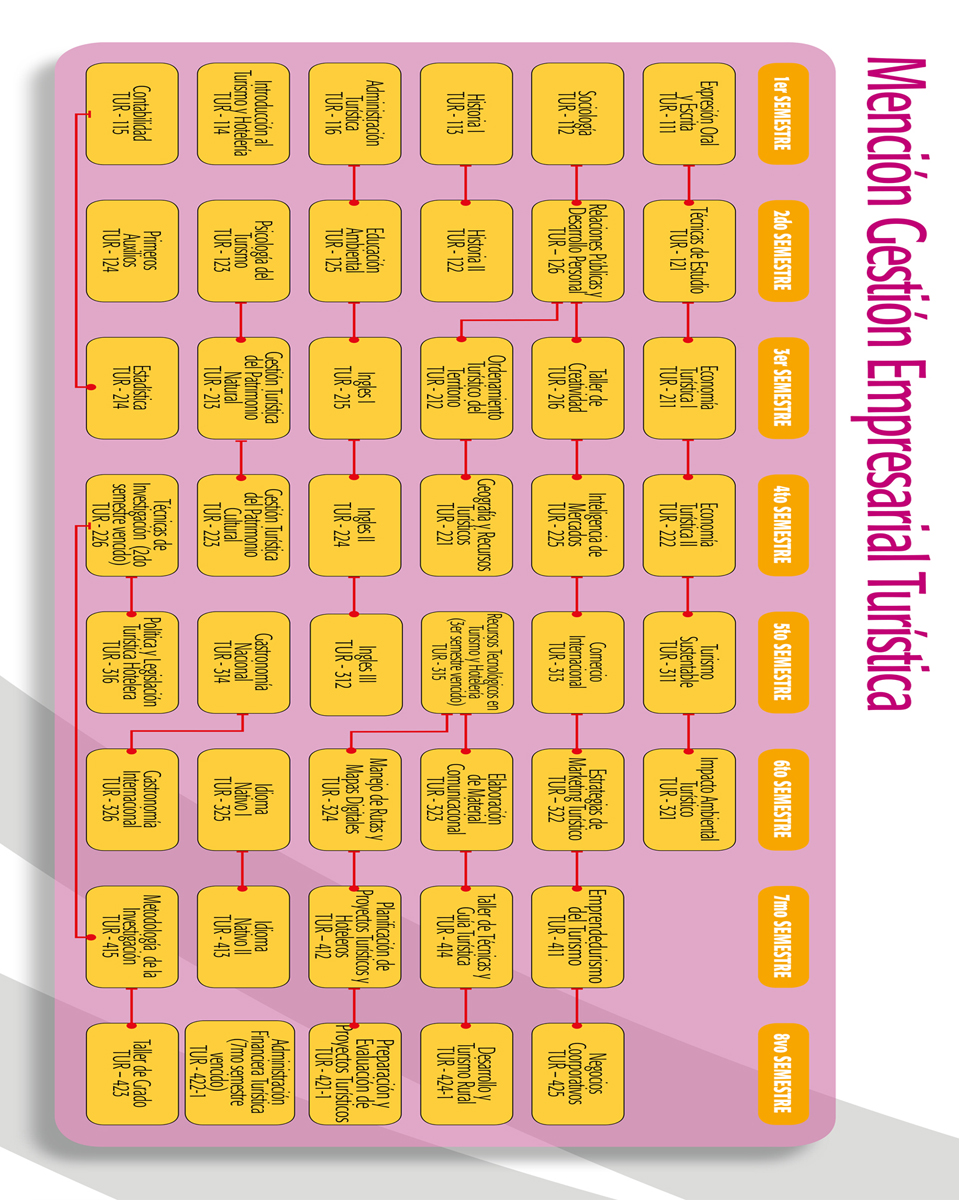 Mención Gestión Empresarial Turística
1er SEMESTRE
Expresión Oral
y Escrita
TUR - 111
Sociología
TUR - 112
Historia I
TUR - 113
Administración
Turística
TUR - 116
Introducción al
Turismo y Hotelería
TUR - 114
Contabilidad
TUR - 115
2do SEMESTRE
Técnicas de Estudio
TUR - 121
Relaciones Públicas y
Desarrollo Personal
TUR – 126
Historia II
TUR - 122
Educación
Ambiental
TUR - 125
Psicología del
Turismo
TUR - 123
Primeros
Auxilios
TUR - 124
3er SEMESTRE
Economía
Turística I
TUR - 211
Taller de
Creatividad
TUR - 216
Ordenamiento
Turístico del
Territorio
TUR - 212
Ingles I
TUR - 215
Gestión Turística
del Patrimonio
Natural
TUR - 213
Estadística
TUR - 214
4to SEMESTRE
Economía
Turística II
TUR - 222
Inteligencia de
Mercados
TUR - 225
Geografía y Recursos
Turísticos
TUR - 221
Ingles II
TUR - 224
Gestión Turística
del Patrimonio
Cultural
TUR - 223
Técnicas de
Investigación (2do
semestre vencido)
TUR - 226
5to SEMESTRE
Turismo
Sustentable
TUR - 311
Comercio
Internacional
TUR - 313
Recursos Tecnológicos en
Turismo y Hotelería
(3er semestre vencido)
TUR - 315
Ingles III
TUR - 312
Gastronomía
Nacional
TUR - 314
Política y Legislación
Turística Hotelera
TUR - 316
6to SEMESTRE
Impacto Ambiental
Turístico
TUR - 321
Estrategias de
Marketing Turístico
TUR – 322
Elaboración
de Material
Comunicacional
TUR - 323
Manejo de Rutas y
Mapas Digitales
TUR - 324
Idioma
Nativo I
TUR - 325
Gastronomía
Internacional
TUR - 326
7mo SEMESTRE
Emprendedurismo
del Turismo
TUR - 411
Taller de Técnicas y
Guía Turística
TUR - 414
Planificación de
Proyectos Turísticos y
Hoteleros
TUR – 412
Idioma
Nativo II
TUR - 413
Metodología de la
Investigación
TUR - 415
8vo SEMESTRE
Negocios
Coorporativos
TUR - 425
Desarrollo y
Turismo Rural
TUR - 424-1
Preparación y
Evaluación de
Proyectos Turísticos
TUR - 421-1
Administración
Financiera Turística
(7mo semestre
vencido)
TUR - 422-1
Taller de Grado
TUR - 423